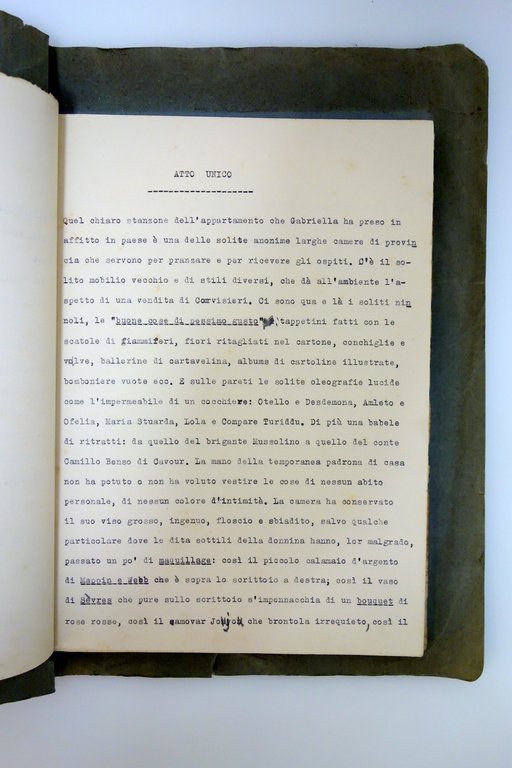 ATTO UNICO
Quel chiaro stanzone dell'appartamento che Gabriella ha preso in
affitto in paese è una delle solite anonime larghe camere di provin
cia che servono per pranzare e per ricevere gli ospiti. C'è il so-
lito mobilio vecchio e di stili diversi, che dà all'ambiente l'a-
spetto di una vendita di Corvisieri. Ci sono qua e là i soliti nin
noli, le "buone cose di pessimo gusto", tappetini fatti con le
scatole di fiammiferi, fiori ritagliati nel cartone, conchiglie e
valve, ballerine di cartavelina, albums di cartoline illustrate,
bomboniere vuote ecc. E sulle pareti le solite oleografie lucide
come l'impermeabile di un cocchiere: Otello e Desdemona, Amleto e
Ofelia, Maria Stuarda, Lola e Compare Turiddu. Di più una babele
di ritratti: da quello del brigante Mussolino a quello del conte
Camillo Benso di Cavour. La mano della temporanea padrona di casa
non ha potuto o non ha voluto vestire le cose di nessun abito
personale, di nessun colore d'intimità. La camera ha conservato
il suo viso grosso, ingenuo, floscio e sbiadito, salvo qualche
particolare dove le dita sottili della donnina hanno, lor malgrado,
passato un po' di maquillage: così il piccolo calamaio d'argento
di Mappin e Webb che è sopra lo scrittoio a destra; così il vaso
di Sèvres che pure sullo scrittoio s'impennacchia di un bouquet di
rose rosse, così il samovar che brontola irrequieto, così il